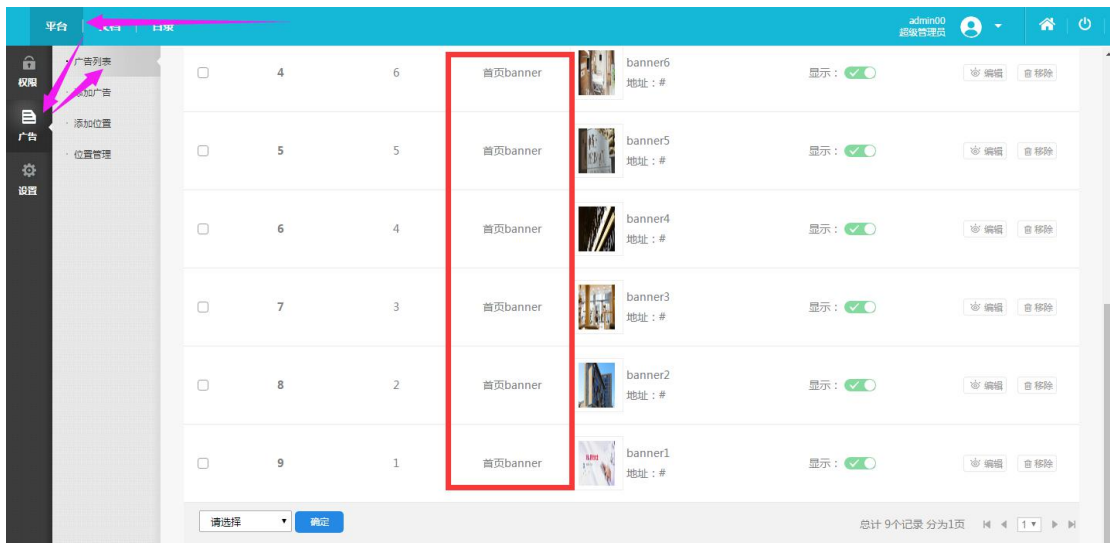 平台
目录
admin00
超级管理员
权限
广告
设置
广告列表
添加广告
添加位置
位置管理
4 6 首页banner banner6 显示： 编辑 移除
地址：#
5 5 首页banner banner5 显示： 编辑 移除
地址：#
6 4 首页banner banner4 显示： 编辑 移除
地址：#
7 3 首页banner banner3 显示： 编辑 移除
地址：#
8 2 首页banner banner2 显示： 编辑 移除
地址：#
9 1 首页banner banner1 显示： 编辑 移除
地址：#
请选择 确定 总计 9个记录 分为1页 1